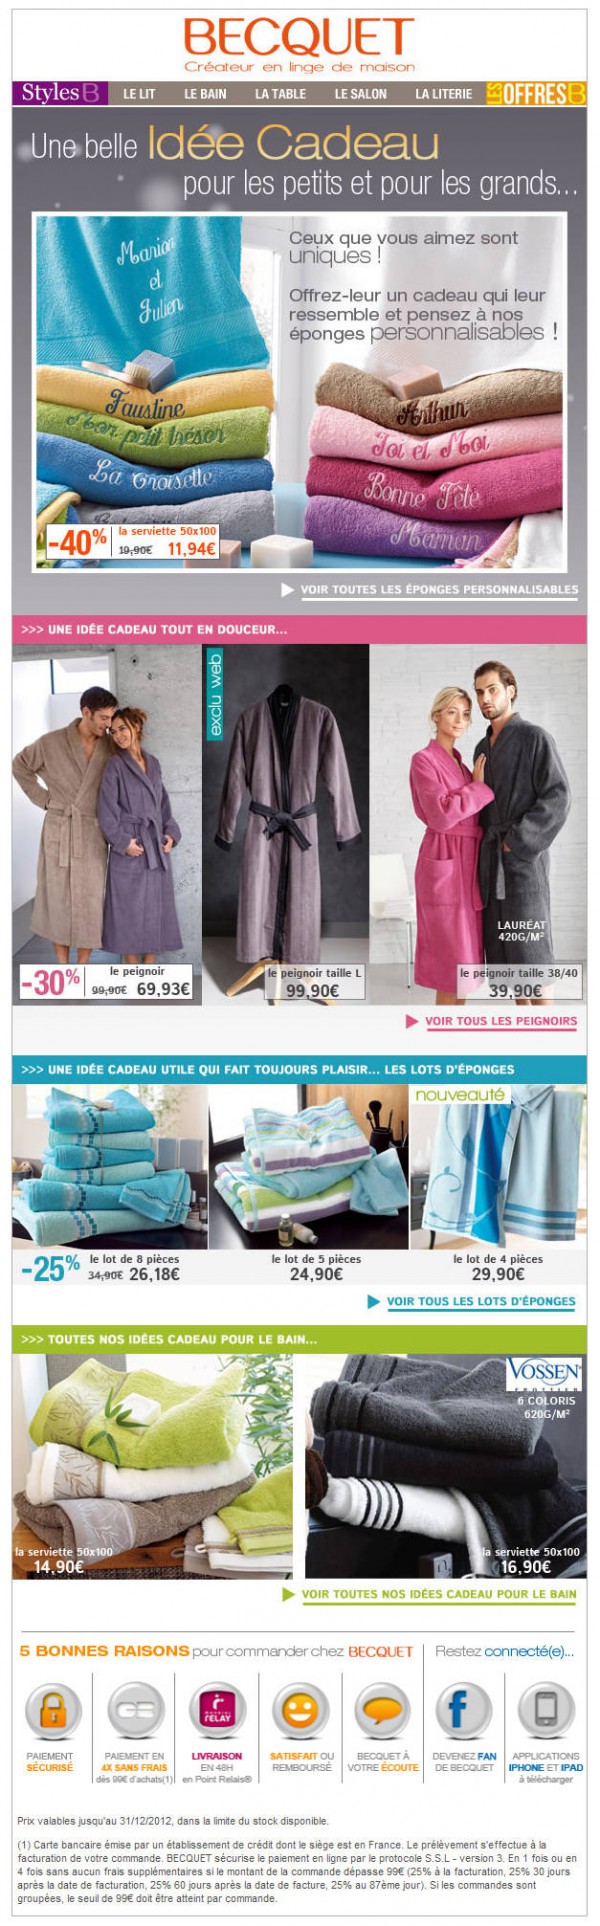 BECQUET
Créateur en linge de maison
Styles B LE LIT LE BAIN LA TABLE LE SALON LA LITERIE LES OFFRES B
Une belle Idée Cadeau
pour les petits et pour les grands...
Ceux que vous aimez sont
uniques !
Offrez-leur un cadeau qui leur
ressemble et pensez à nos
éponges personnalisables !
Marion
et
Julien
Faustine
Mon petit trésor
La Croisette
Arthur
Toi et Moi
Bonne Fête
Maman
-40%
la serviette 50x100
19,90€ 11,94€
VOIR TOUTES LES ÉPONGES PERSONNALISABLES
>>> UNE IDÉE CADEAU TOUT EN DOUCEUR...
exclu web
LAURÉAT
420G/M²
-30%
le peignoir
99,90€ 69,93€
le peignoir taille L
99,90€
le peignoir taille 38/40
39,90€
VOIR TOUS LES PEIGNOIRS
>>> UNE IDÉE CADEAU UTILE QUI FAIT TOUJOURS PLAISIR... LES LOTS D'ÉPONGES
nouveauté
-25%
le lot de 8 pièces
34,90€ 26,18€
le lot de 5 pièces
24,90€
le lot de 4 pièces
29,90€
VOIR TOUS LES LOTS D'ÉPONGES
>>> TOUTES NOS IDÉES CADEAU POUR LE BAIN...
VOSSEN
6 COLORIS
620G/M²
la serviette 50x100
14,90€
la serviette 50x100
16,90€
VOIR TOUTES NOS IDÉES CADEAU POUR LE BAIN
5 BONNES RAISONS pour commander chez BECQUET
Restez connecté(e)...
CB
RELAY
PAIEMENT
SÉCURISÉ
PAIEMENT EN
4X SANS FRAIS
dès 99€ d'achats(1)
LIVRAISON
EN 48H
en Point Relais®
SATISFAIT OU
REMBOURSÉ
BECQUET À
VOTRE ÉCOUTE
DEVENEZ FAN
DE BECQUET
APPLICATIONS
IPHONE ET IPAD
à télécharger
Prix valables jusqu'au 31/12/2012, dans la limite du stock disponible.
(1) Carte bancaire émise par un établissement de crédit dont le siège est en France. Le prélèvement s'effectue à la
facturation de votre commande. BECQUET sécurise le paiement en ligne par le protocole S.S.L - version 3. En 1 fois ou en
4 fois sans aucun frais supplémentaires si le montant de la commande dépasse 99€ (25% à la facturation, 25% 30 jours
après la date de facturation, 25% 60 jours après la date de facture, 25% au 87ème jour). Si les commandes sont
groupées, le seuil de 99€ doit être atteint par commande.